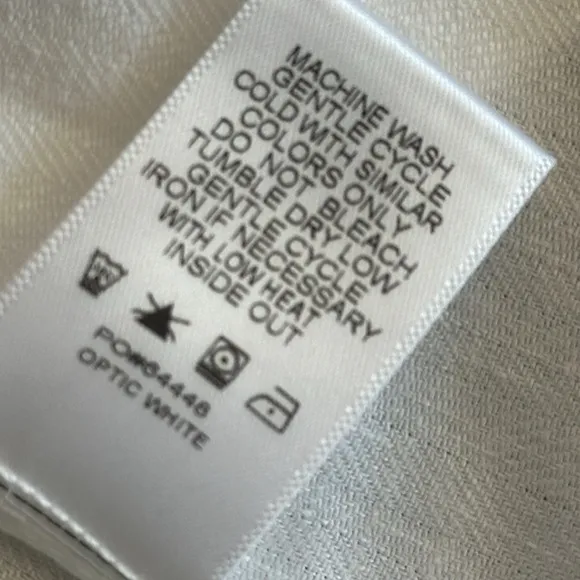 MACHINE WASH
GENTLE CYCLE
COLD WITH SIMILAR
COLORS ONLY
DO NOT BLEACH
TUMBLE DRY LOW
GENTLE CYCLE
IRON IF NECESSARY
WITH LOW HEAT
INSIDE OUT
PO#64448
OPTIC WHITE